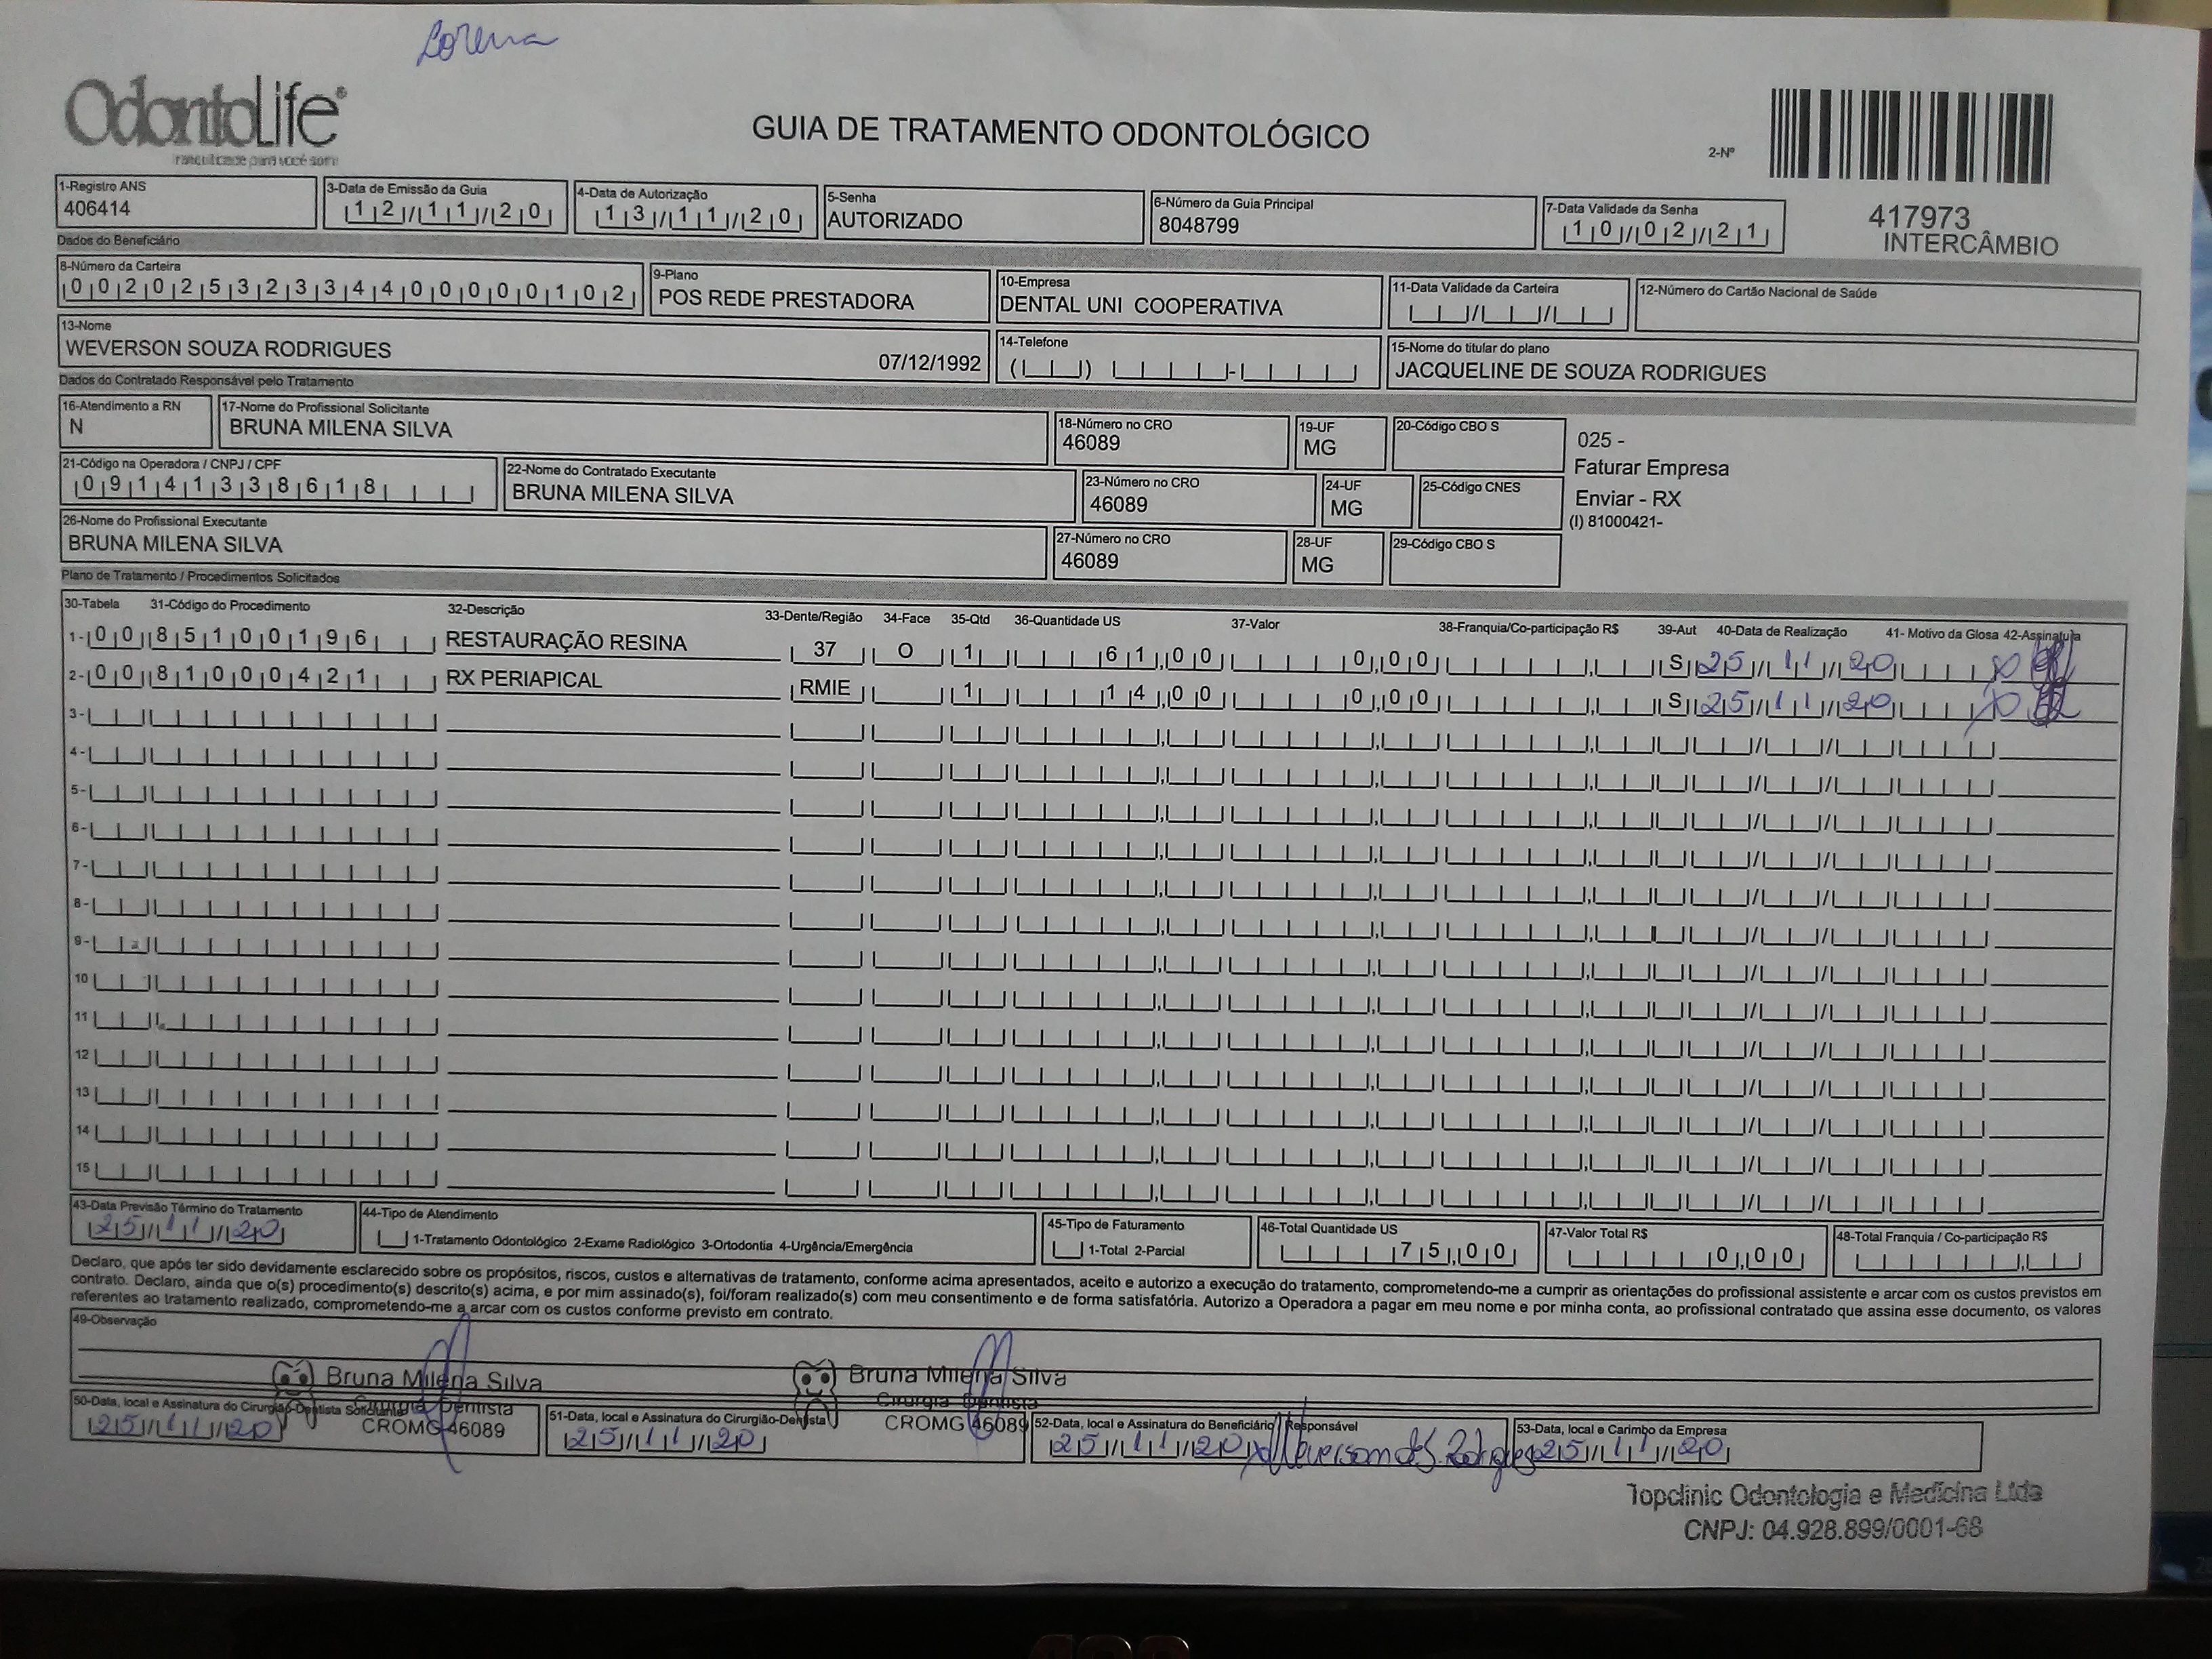 Lorena
OdontoLife®
GUIA DE TRATAMENTO ODONTOLÓGICO
2-Nº
417973
INTERCÂMBIO
1-Registro ANS
406414
3-Data de Emissão da Guia
12/11/20
4-Data de Autorização
13/11/20
5-Senha
AUTORIZADO
6-Número da Guia Principal
8048799
7-Data Validade da Senha
10/02/21
Dados do Beneficiário
8-Número da Carteira
00202532334400000102
9-Plano
POS REDE PRESTADORA
10-Empresa
DENTAL UNI COOPERATIVA
11-Data Validade da Carteira
12-Número do Cartão Nacional de Saúde
13-Nome
WEVERSON SOUZA RODRIGUES 07/12/1992
14-Telefone
15-Nome do titular do plano
JACQUELINE DE SOUZA RODRIGUES
Dados do Contratado Responsável pelo Tratamento
16-Atendimento a RN
N
17-Nome do Profissional Solicitante
BRUNA MILENA SILVA
18-Número no CRO
46089
19-UF
MG
20-Código CBO S
025 -
Faturar Empresa
Enviar - RX
(I) 81000421-
21-Código na Operadora / CNPJ / CPF
09141338618
22-Nome do Contratado Executante
BRUNA MILENA SILVA
23-Número no CRO
46089
24-UF
MG
25-Código CNES
26-Nome do Profissional Executante
BRUNA MILENA SILVA
27-Número no CRO
46089
28-UF
MG
29-Código CBO S
Plano de Tratamento / Procedimentos Solicitados
30-Tabela 31-Código do Procedimento 32-Descrição 33-Dente/Região 34-Face 35-Qtd 36-Quantidade US 37-Valor 38-Franquia/Co-participação R$ 39-Aut 40-Data de Realização 41- Motivo da Glosa 42-Assinatura
1- 00 85100196 RESTAURAÇÃO RESINA 37 O 1 61,00 0,00 S 25/11/20
2- 00 81000421 RX PERIAPICAL RMIE 1 14,00 0,00 S 25/11/20
3-
4-
5-
6-
7-
8-
9-
10
11
12
13
14
15
43-Data Previsão Término do Tratamento
25/11/20
44-Tipo de Atendimento
1-Tratamento Odontológico 2-Exame Radiológico 3-Ortodontia 4-Urgência/Emergência
45-Tipo de Faturamento
1-Total 2-Parcial
46-Total Quantidade US
75,00
47-Valor Total R$
0,00
48-Total Franquia / Co-participação R$
Declaro, que após ter sido devidamente esclarecido sobre os propósitos, riscos, custos e alternativas de tratamento, conforme acima apresentados, aceito e autorizo a execução do tratamento, comprometendo-me a cumprir as orientações do profissional assistente e arcar com os custos previstos em
contrato. Declaro, ainda que o(s) procedimento(s) descrito(s) acima, e por mim assinado(s), foi/foram realizado(s) com meu consentimento e de forma satisfatória. Autorizo a Operadora a pagar em meu nome e por minha conta, ao profissional contratado que assina esse documento, os valores
referentes ao tratamento realizado, comprometendo-me a arcar com os custos conforme previsto em contrato.
49-Observação
Bruna Milena Silva
Cirurgiã Dentista
CROMG 46089
Bruna Milena Silva
Cirurgiã Dentista
CROMG 46089
50-Data, local e Assinatura do Cirurgião-Dentista Solicitante
25/11/20
51-Data, local e Assinatura do Cirurgião-Dentista
25/11/20
52-Data, local e Assinatura do Beneficiário / Responsável
25/11/20 Weverson de S. Rodrigues
53-Data, local e Carimbo da Empresa
25/11/20
Topclinic Odontologia e Medicina Ltda
CNPJ: 04.928.899/0001-68